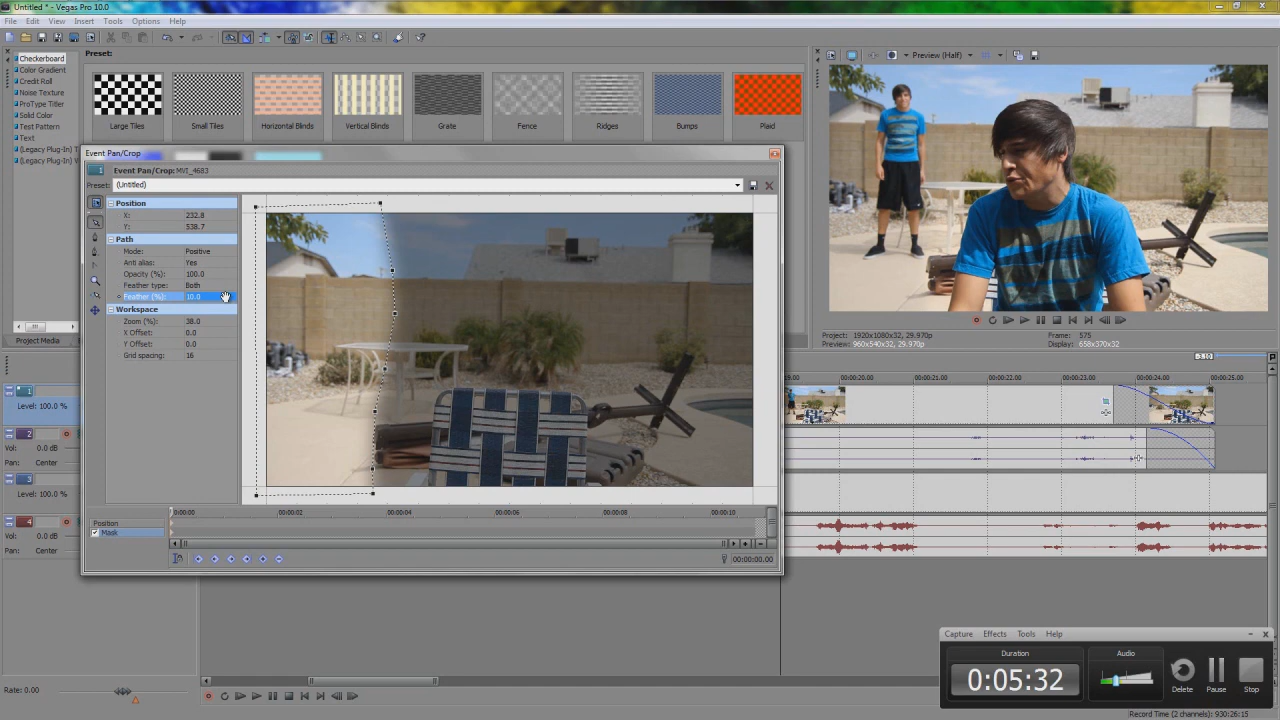 Untitled * - Vegas Pro 10.0
File Edit View Insert Tools Options Help
Checkerboard
Color Gradient
Credit Roll
Noise Texture
ProType Titler
Solid Color
Test Pattern
Text
(Legacy Plug-In)
(Legacy Plug-In)
Project Media
Preset:
Large Tiles Small Tiles Horizontal Blinds Vertical Blinds Grate Fence Ridges Bumps Plaid
Preview (Half)
Event Pan/Crop
Event Pan/Crop: MVI_4683
Preset: (Untitled)
Position
X: 232.8
Y: 538.7
Path
Mode: Positive
Anti alias: Yes
Opacity (%): 100.0
Feather type: Both
Feather (%): 10.0
Workspace
Zoom (%): 38.0
X Offset: 0.0
Y Offset: 0.0
Grid spacing: 16
0:00:00 00:00:02 00:00:04 00:00:06 00:00:08 00:00:10
Position
Mask
00:00:00.00
Project: 1920x1080x32, 29.970p
Preview: 960x540x32, 29.970p
Frame: 575
Display: 658x370x32
-3.10
00:00:20.00 00:00:21.00 00:00:22.00 00:00:23.00 00:00:24.00 00:00:25.00
1
Level: 100.0 %
2
Vol: 0.0 dB
Pan: Center
3
Level: 100.0 %
4
Vol: 0.0 dB
Pan: Center
Rate: 0.00
Capture Effects Tools Help
Duration
0:05:32
Audio
Delete Pause Stop
Record Time (2 channels): 930:26:15